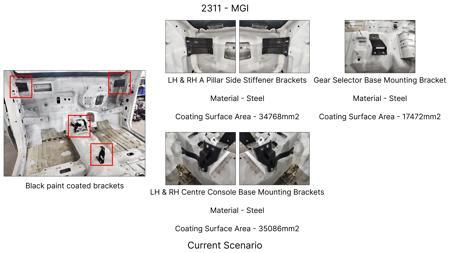 2311 - MGI
LH & RH A Pillar Side Stiffener Brackets
Material - Steel
Coating Surface Area - 34768mm2
Gear Selector Base Mounting Bracket
Material - Steel
Coating Surface Area - 17472mm2
Black paint coated brackets
LH & RH Centre Console Base Mounting Brackets
Material - Steel
Coating Surface Area - 35086mm2
Current Scenario